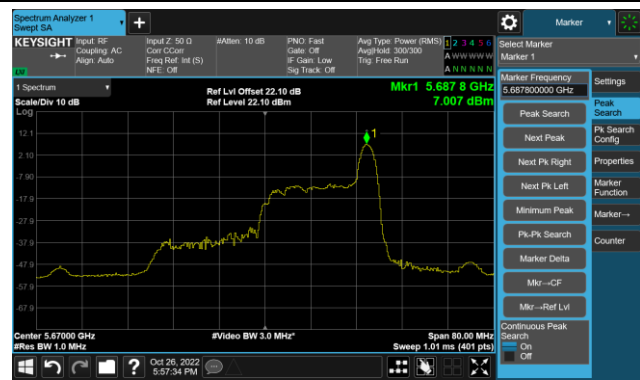 Spectrum Analyzer 1
Swept SA
+
Marker
KEYSIGHT
Input: RF
Coupling: AC
Align: Auto
Input Z: 50 Ω
Corr CCorr
Freq Ref: Int (S)
NFE: Off
#Atten: 10 dB
PNO: Fast
Gate: Off
IF Gain: Low
Sig Track: Off
Avg Type: Power (RMS)
Avg|Hold: 300/300
Trig: Free Run
1 2 3 4 5 6
A W W W W W
A N N N N N
Select Marker
Marker 1
LXI
1 Spectrum
Scale/Div 10 dB
Log
Ref Lvl Offset 22.10 dB
Ref Level 22.10 dBm
Mkr1 5.687 8 GHz
7.007 dBm
1
12.1
2.10
-7.90
-17.9
-27.9
-37.9
-47.9
-57.9
-67.9
Center 5.67000 GHz
#Res BW 1.0 MHz
#Video BW 3.0 MHz*
Span 80.00 MHz
Sweep 1.01 ms (401 pts)
Marker Frequency
5.687800000 GHz
Peak Search
Next Peak
Next Pk Right
Next Pk Left
Minimum Peak
Pk-Pk Search
Marker Delta
Mkr→CF
Mkr→Ref Lvl
Continuous Peak
Search
On
Off
Settings
Peak
Search
Pk Search
Config
Properties
Marker
Function
Marker→
Counter
?
Oct 26, 2022
5:57:34 PM